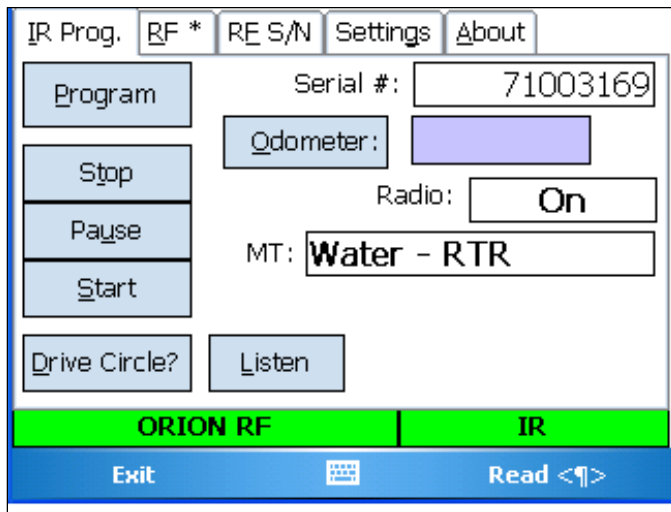 IR Prog. RF * RF S/N Settings About
Program
Serial #: 71003169
Odometer:
Stop
Radio: On
Pause
MT: Water - RTR
Start
Drive Circle? Listen
ORION RF IR
Exit Read <¶>